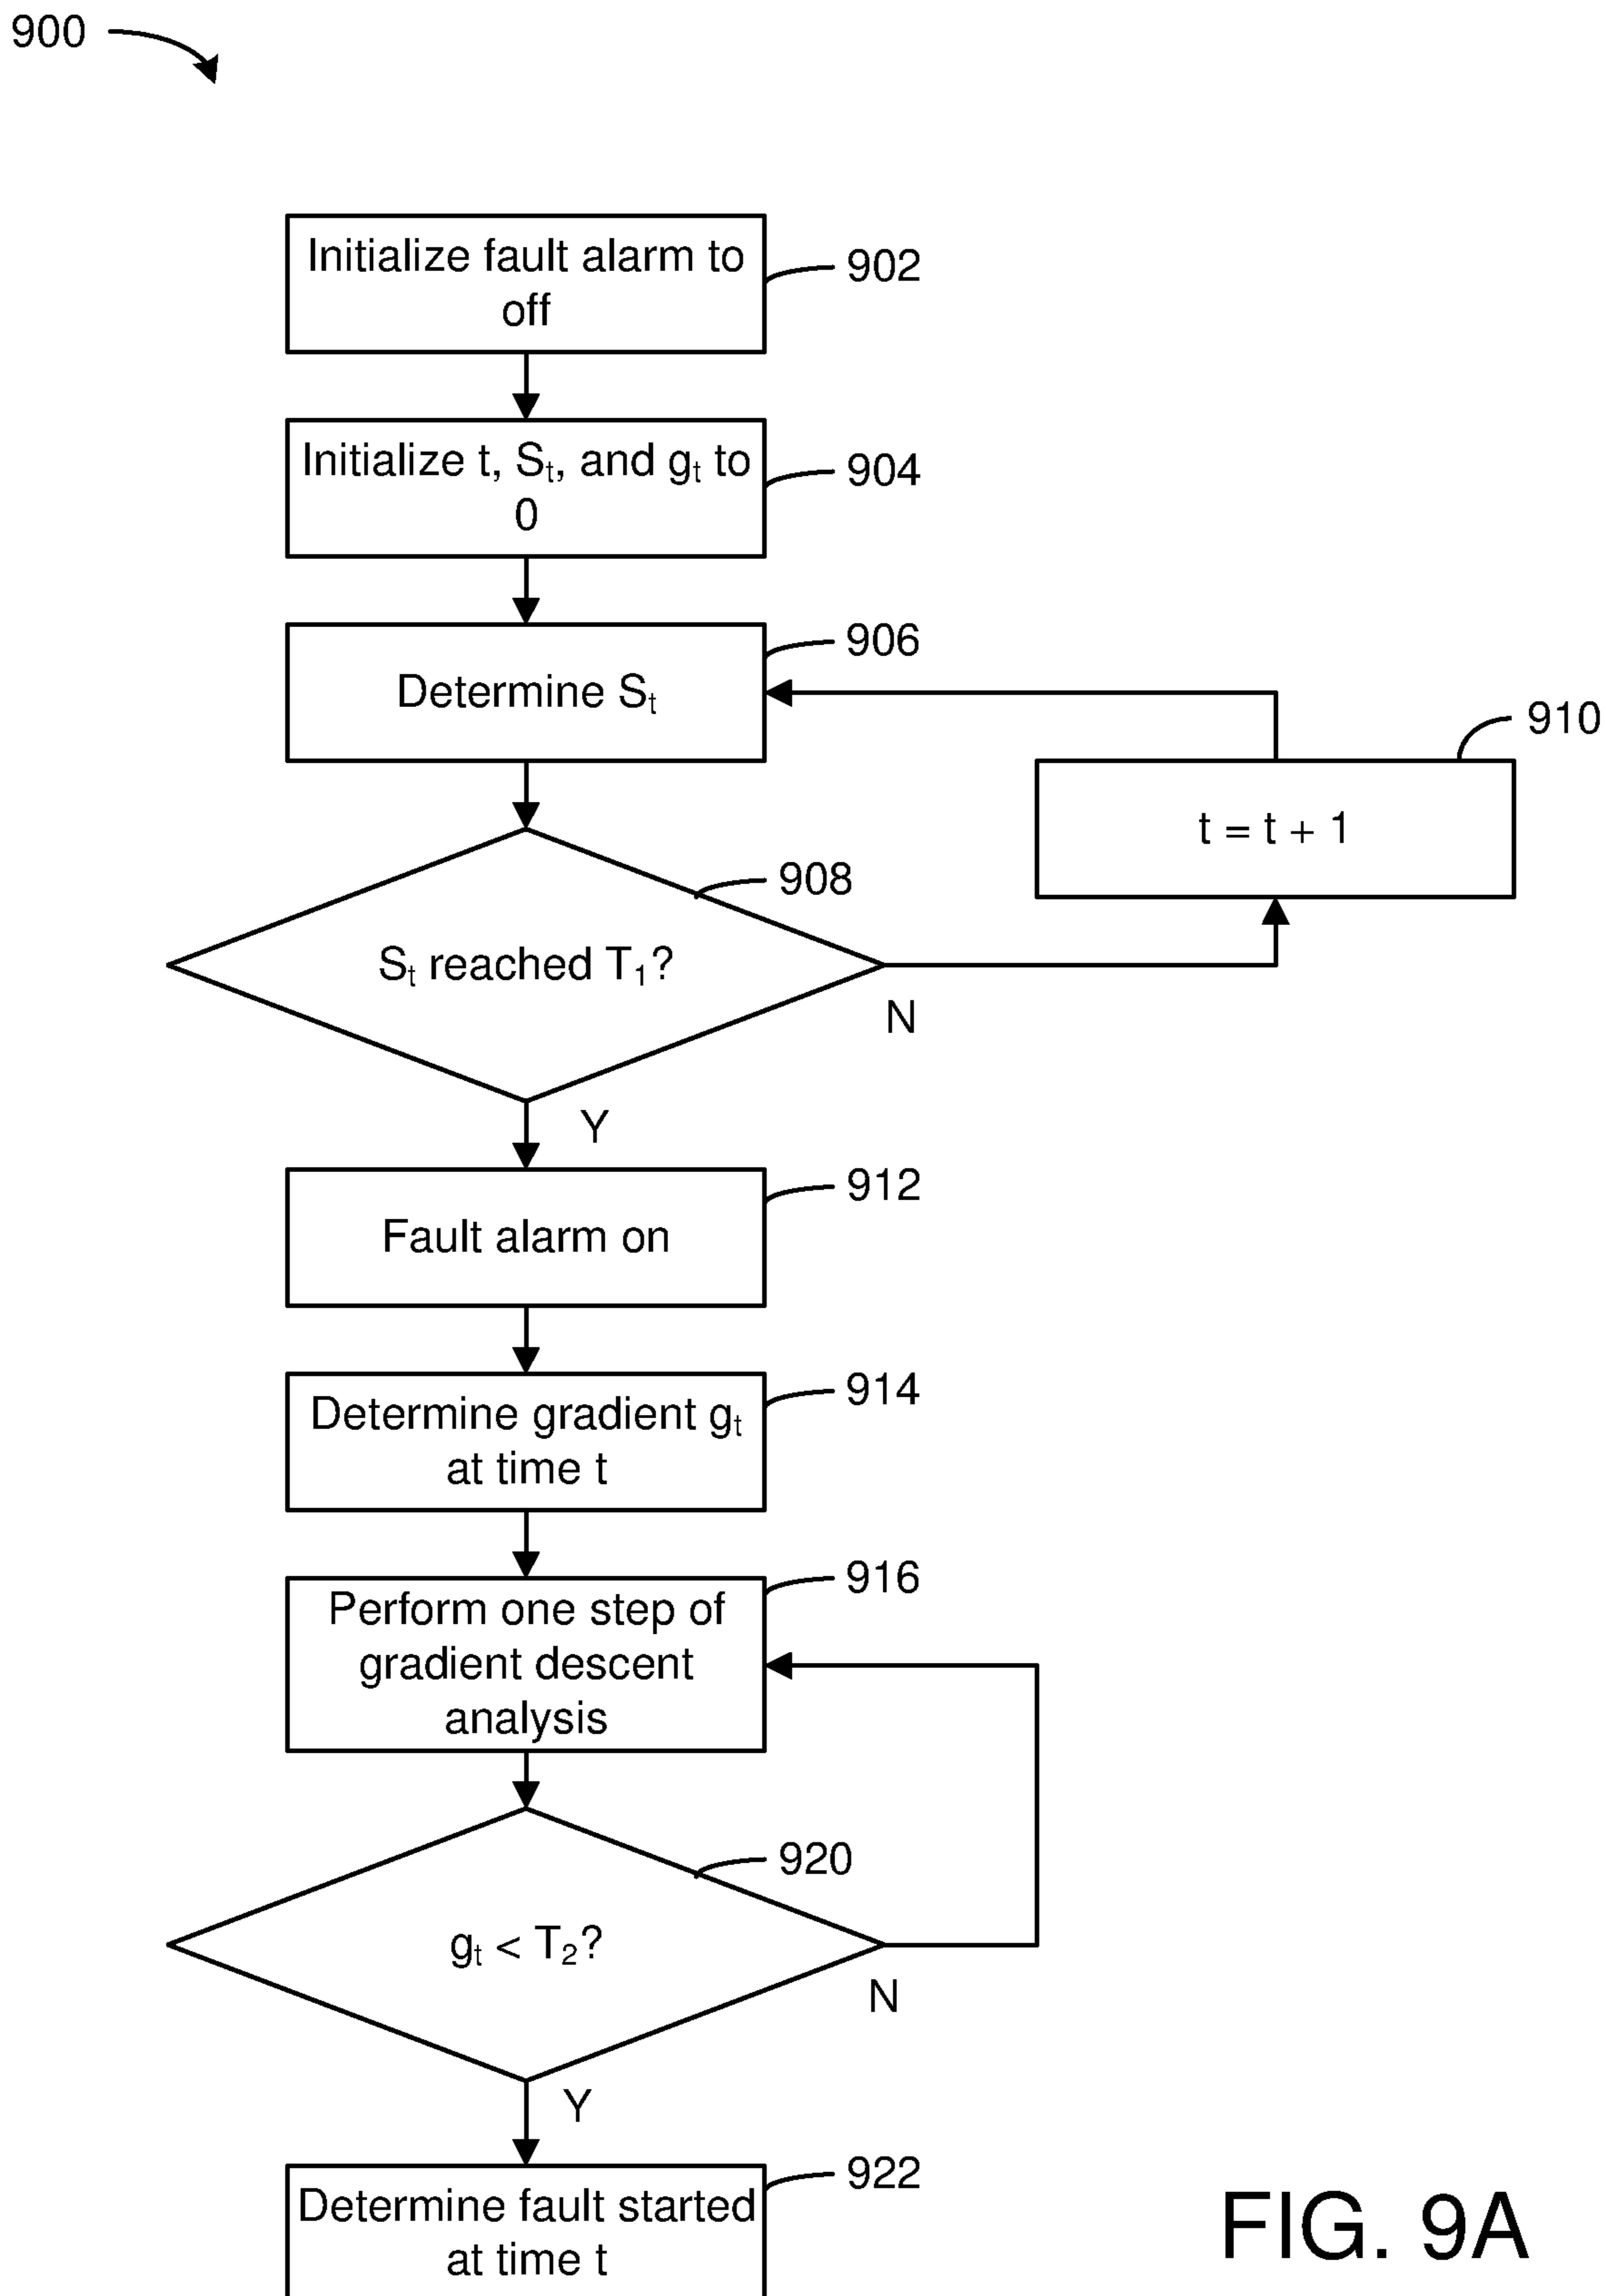 900
Initialize fault alarm to
off
902
Initialize t, Sₜ, and gₜ to
0
904
Determine Sₜ
906
t = t + 1
910
Sₜ reached T₁?
908
N
Y
Fault alarm on
912
Determine gradient gₜ
at time t
914
Perform one step of
gradient descent
analysis
916
gₜ < T₂?
920
N
Y
Determine fault started
at time t
922
FIG. 9A